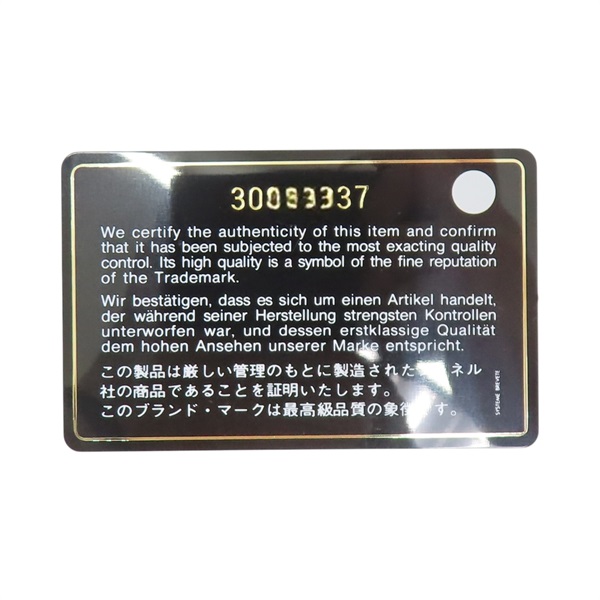 We certify the authenticity of this item and confirm
that it has been subjected to the most exacting quality
control. Its high quality is a symbol of the fine reputation
of the Trademark.
Wir bestätigen, dass es sich um einen Artikel handelt,
der während seiner Herstellung strengsten Kontrollen
unterworfen war, und dessen erstklassige Qualität
dem hohen Ansehen unserer Marke entspricht.
この製品は厳しい管理のもとに製造された
社の商品であることを証明いたします。
このブランド・マークは最高級品質の象徴です。